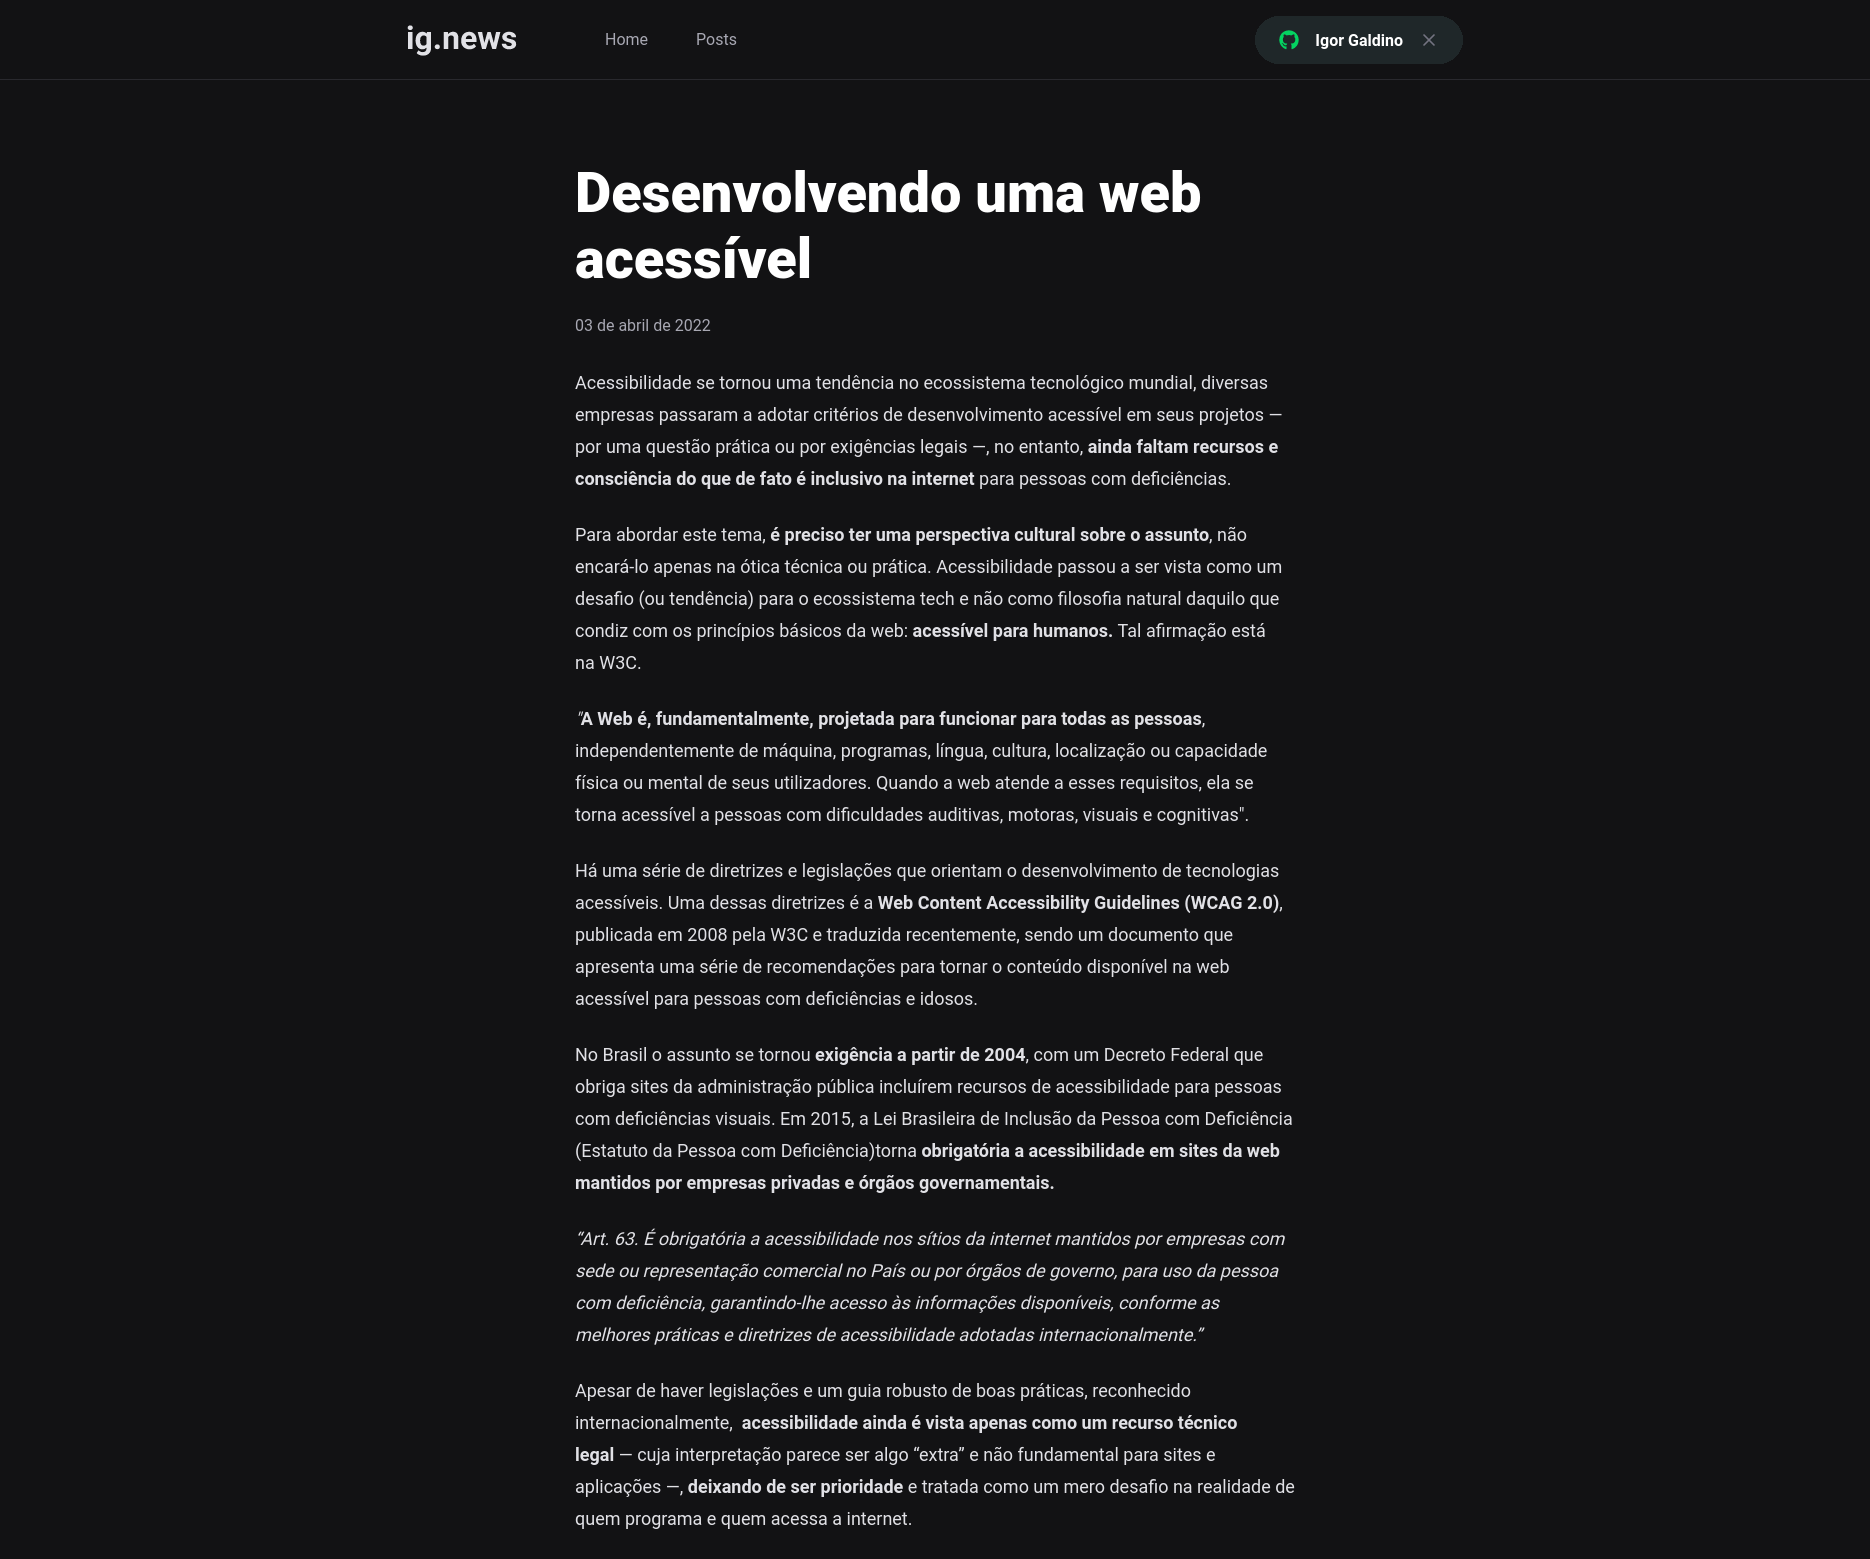 ig.news
Home
Posts
Igor Galdino
Desenvolvendo uma web
acessível
03 de abril de 2022
Acessibilidade se tornou uma tendência no ecossistema tecnológico mundial, diversas
empresas passaram a adotar critérios de desenvolvimento acessível em seus projetos —
por uma questão prática ou por exigências legais —, no entanto, ainda faltam recursos e
consciência do que de fato é inclusivo na internet para pessoas com deficiências.
Para abordar este tema, é preciso ter uma perspectiva cultural sobre o assunto, não
encará-lo apenas na ótica técnica ou prática. Acessibilidade passou a ser vista como um
desafio (ou tendência) para o ecossistema tech e não como filosofia natural daquilo que
condiz com os princípios básicos da web: acessível para humanos. Tal afirmação está
na W3C.
"A Web é, fundamentalmente, projetada para funcionar para todas as pessoas,
independentemente de máquina, programas, língua, cultura, localização ou capacidade
física ou mental de seus utilizadores. Quando a web atende a esses requisitos, ela se
torna acessível a pessoas com dificuldades auditivas, motoras, visuais e cognitivas".
Há uma série de diretrizes e legislações que orientam o desenvolvimento de tecnologias
acessíveis. Uma dessas diretrizes é a Web Content Accessibility Guidelines (WCAG 2.0),
publicada em 2008 pela W3C e traduzida recentemente, sendo um documento que
apresenta uma série de recomendações para tornar o conteúdo disponível na web
acessível para pessoas com deficiências e idosos.
No Brasil o assunto se tornou exigência a partir de 2004, com um Decreto Federal que
obriga sites da administração pública incluírem recursos de acessibilidade para pessoas
com deficiências visuais. Em 2015, a Lei Brasileira de Inclusão da Pessoa com Deficiência
(Estatuto da Pessoa com Deficiência)torna obrigatória a acessibilidade em sites da web
mantidos por empresas privadas e órgãos governamentais.
“Art. 63. É obrigatória a acessibilidade nos sítios da internet mantidos por empresas com
sede ou representação comercial no País ou por órgãos de governo, para uso da pessoa
com deficiência, garantindo-lhe acesso às informações disponíveis, conforme as
melhores práticas e diretrizes de acessibilidade adotadas internacionalmente.”
Apesar de haver legislações e um guia robusto de boas práticas, reconhecido
internacionalmente,  acessibilidade ainda é vista apenas como um recurso técnico
legal — cuja interpretação parece ser algo “extra” e não fundamental para sites e
aplicações —, deixando de ser prioridade e tratada como um mero desafio na realidade de
quem programa e quem acessa a internet.